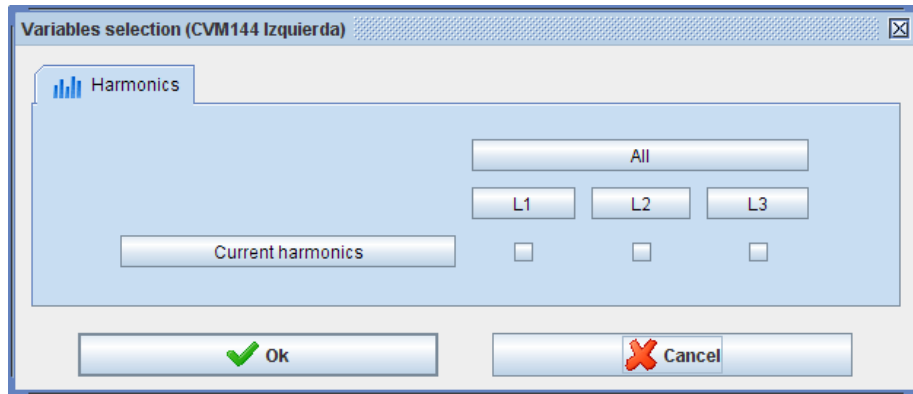 Variables selection (CVM144 Izquierda)
Harmonics
All
L1 L2 L3
Current harmonics
Ok Cancel